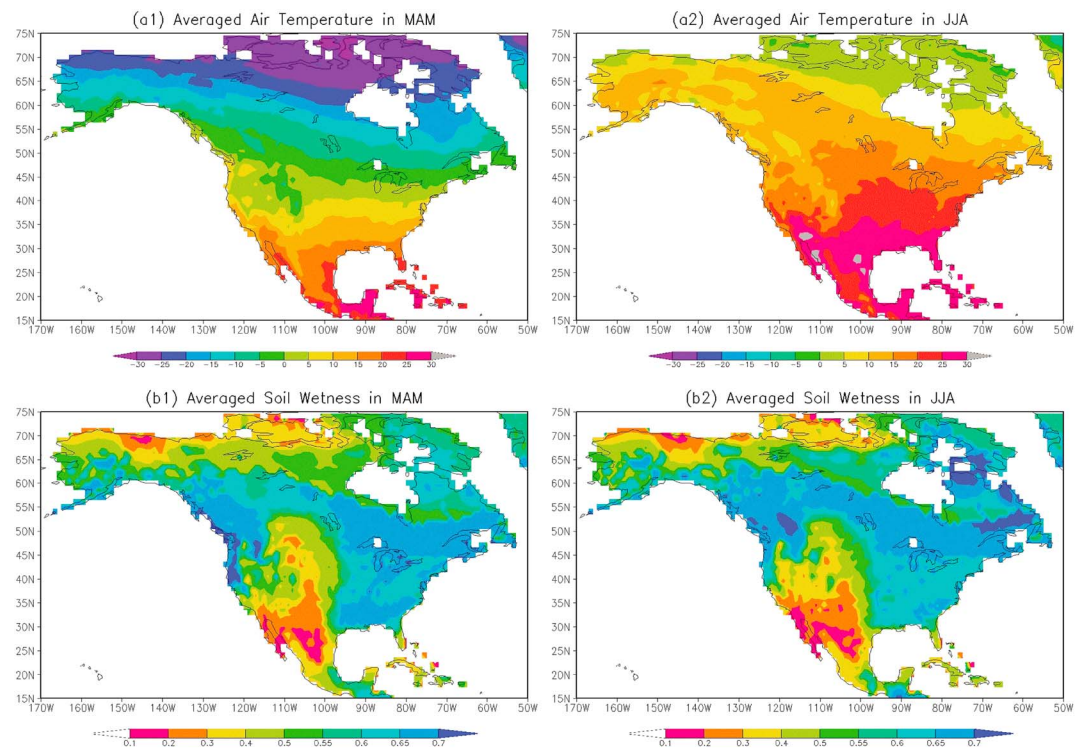 (a1) Averaged Air Temperature in MAM
75N
70N
65N
60N
55N
50N
45N
40N
35N
30N
25N
20N
15N
170W 160W 150W 140W 130W 120W 110W 100W 90W 80W 70W 60W 50W
-30 -25 -20 -15 -10 -5 0 5 10 15 20 25 30
(a2) Averaged Air Temperature in JJA
75N
70N
65N
60N
55N
50N
45N
40N
35N
30N
25N
20N
15N
170W 160W 150W 140W 130W 120W 110W 100W 90W 80W 70W 60W 50W
-30 -25 -20 -15 -10 -5 0 5 10 15 20 25 30
(b1) Averaged Soil Wetness in MAM
75N
70N
65N
60N
55N
50N
45N
40N
35N
30N
25N
20N
15N
170W 160W 150W 140W 130W 120W 110W 100W 90W 80W 70W 60W 50W
0.1 0.2 0.3 0.4 0.5 0.55 0.6 0.65 0.7
(b2) Averaged Soil Wetness in JJA
75N
70N
65N
60N
55N
50N
45N
40N
35N
30N
25N
20N
15N
170W 160W 150W 140W 130W 120W 110W 100W 90W 80W 70W 60W 50W
0.1 0.2 0.3 0.4 0.5 0.55 0.6 0.65 0.7